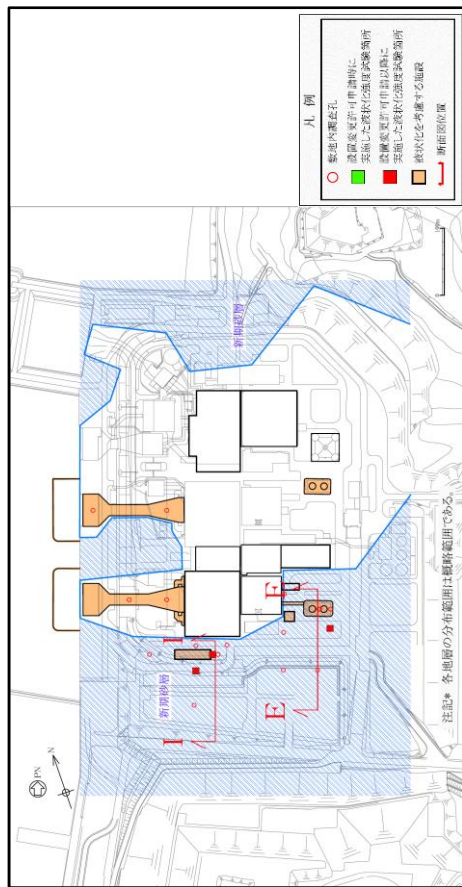 PN
N
新期砂層
新期砂層
I
I
E
E
注記* 各地層の分布範囲は概略範囲である。
凡 例
敷地内調査孔
設置変更許可申請時に
実施した液状化強度試験箇所
設置変更許可申請以降に
実施した液状化強度試験箇所
液状化を考慮する施設
断面図位置
0
100m